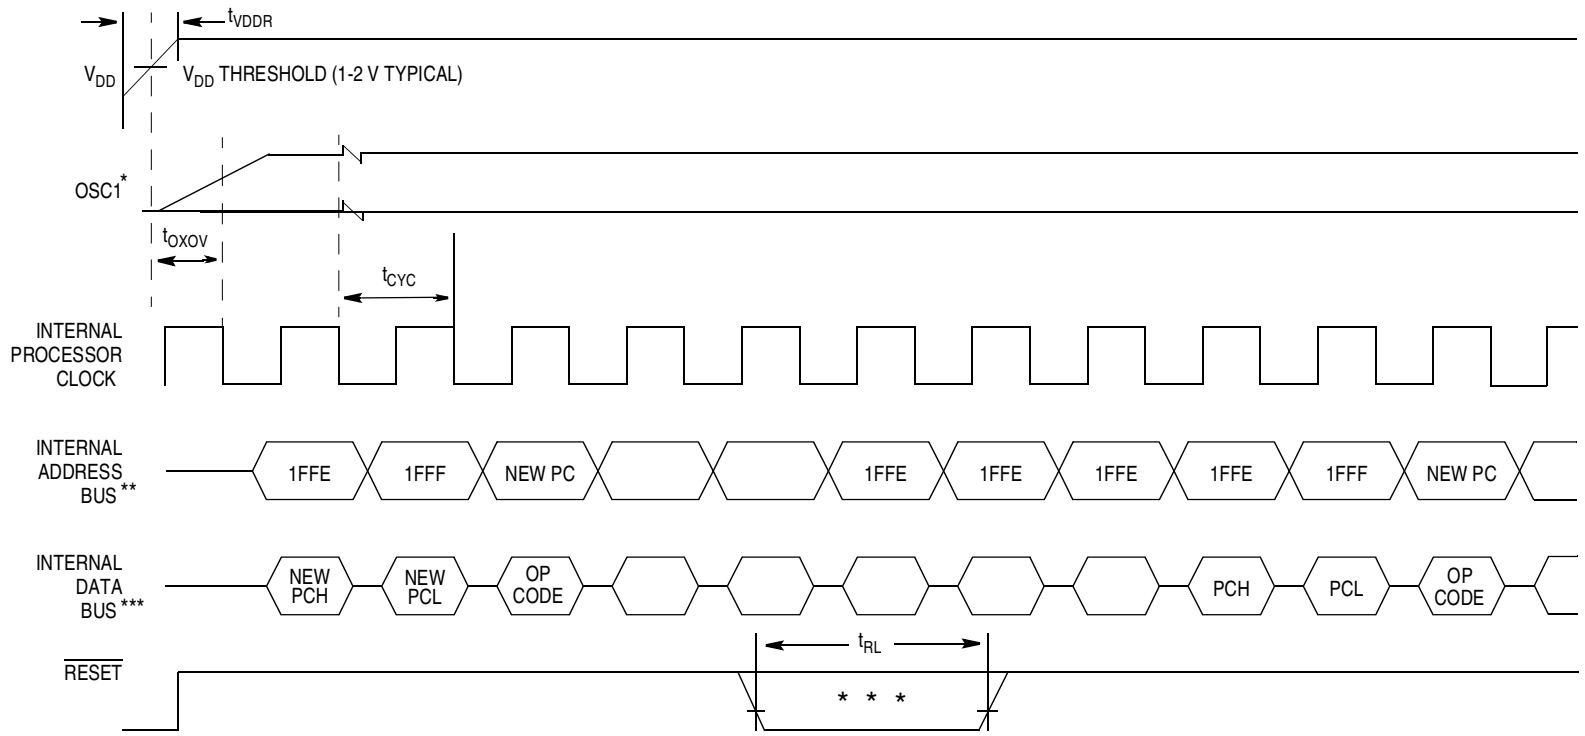 tVDDR
VDD
VDD THRESHOLD (1-2 V TYPICAL)
OSC1*
tOXOV
tCYC
INTERNAL
PROCESSOR
CLOCK
INTERNAL
ADDRESS
BUS **
1FFE
1FFF
NEW PC
1FFE
1FFE
1FFE
1FFE
1FFF
NEW PC
INTERNAL
DATA
BUS ***
NEW
PCH
NEW
PCL
OP
CODE
PCH
PCL
OP
CODE
tRL
RESET
* * *